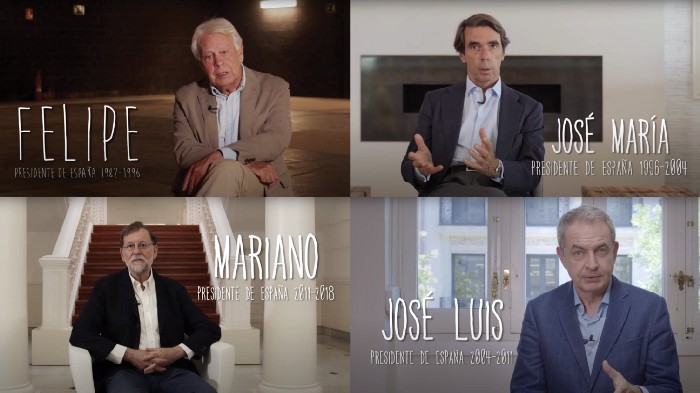 FELIPE
PRESIDENTE DE ESPAÑA 1982-1996
JOSÉ MARÍA
PRESIDENTE DE ESPAÑA 1996-2004
MARIANO
PRESIDENTE DE ESPAÑA 2011-2018
JOSÉ LUIS
PRESIDENTE DE ESPAÑA 2004-2011